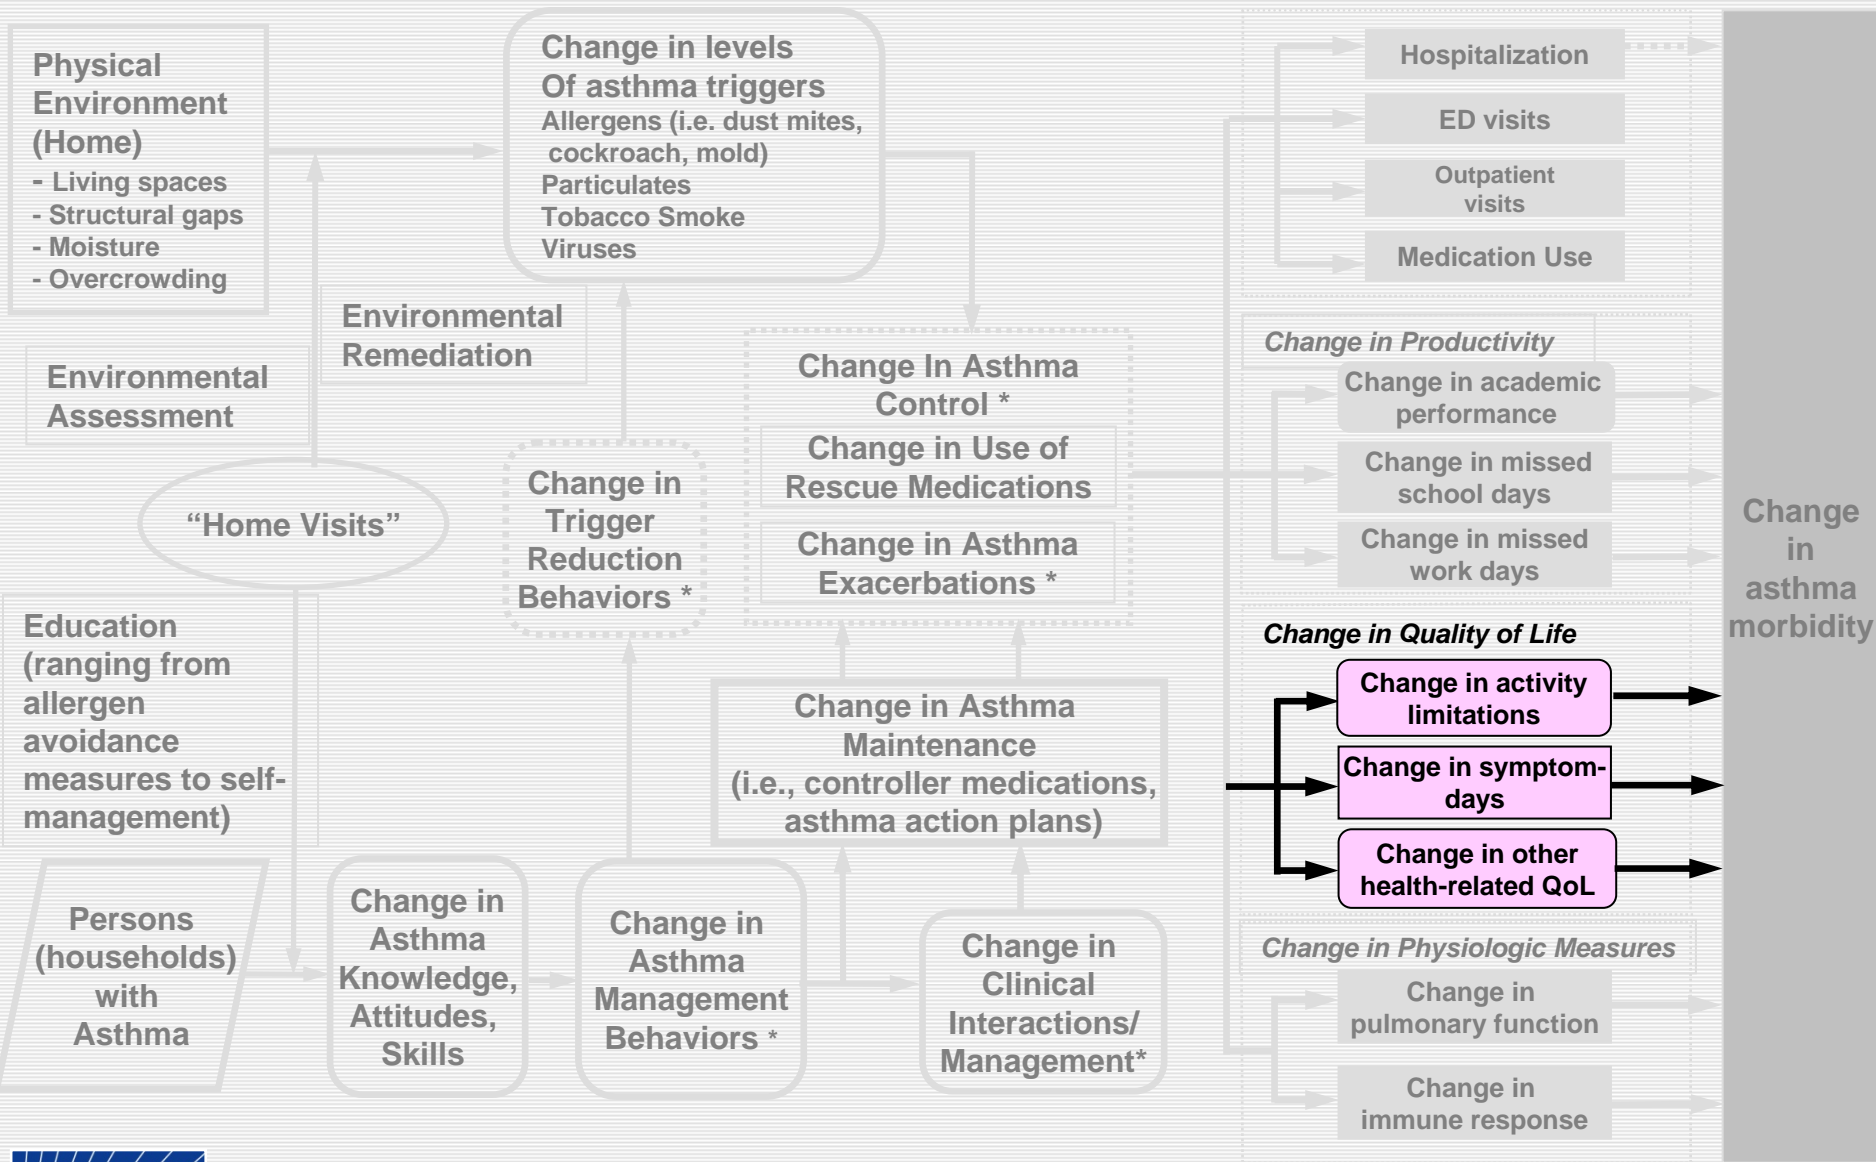 Physical
Environment
(Home)
- Living spaces
- Structural gaps
- Moisture
- Overcrowding
Change in levels
Of asthma triggers
Allergens (i.e. dust mites,
cockroach, mold)
Particulates
Tobacco Smoke
Viruses
Environmental
Remediation
Environmental
Assessment
“Home Visits”
Education
(ranging from
allergen
avoidance
measures to self-
management)
Persons
(households)
with
Asthma
Change in
Asthma
Knowledge,
Attitudes,
Skills
Change in
Trigger
Reduction
Behaviors *
Change in
Asthma
Management
Behaviors *
Change In Asthma
Control *
Change in Use of
Rescue Medications
Change in Asthma
Exacerbations *
Change in Asthma
Maintenance
(i.e., controller medications,
asthma action plans)
Change in
Clinical
Interactions/
Management*
Hospitalization
ED visits
Outpatient
visits
Medication Use
Change in Productivity
Change in academic
performance
Change in missed
school days
Change in missed
work days
Change in Quality of Life
Change in activity
limitations
Change in symptom-
days
Change in other
health-related QoL
Change in Physiologic Measures
Change in
pulmonary function
Change in
immune response
Change
in
asthma
morbidity